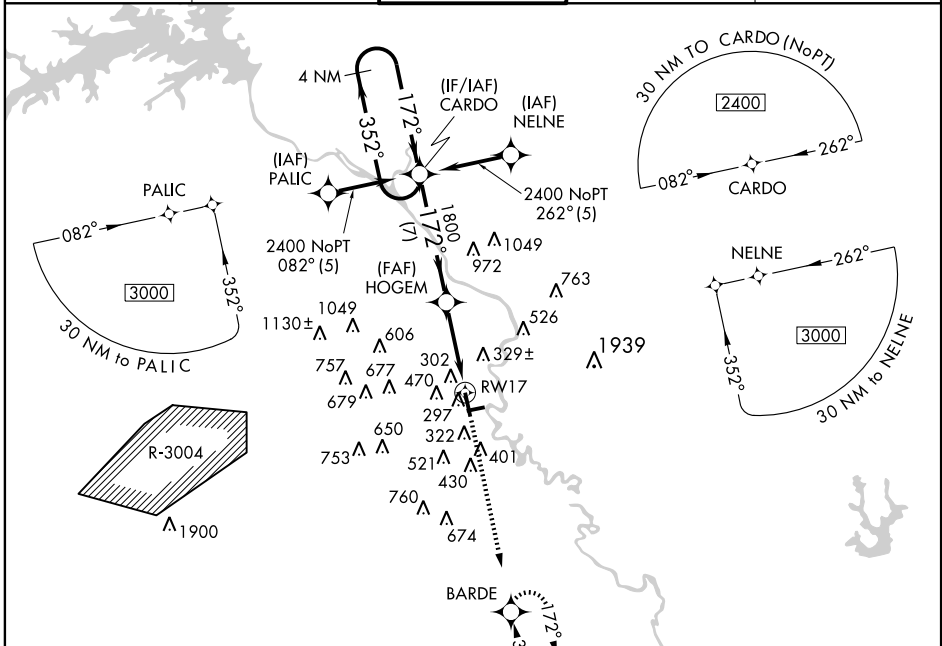 4 NM
172°
352°
(IF/IAF)
CARDO
(IAF)
NELNE
(IAF)
PALIC
2400 NoPT
262° (5)
2400 NoPT
082° (5)
30 NM TO CARDO (NoPT)
2400
082°
262°
CARDO
PALIC
082°
352°
3000
30 NM to PALIC
172°
1800
(7)
(FAF)
HOGEM
1049
972
763
526
NELNE
262°
352°
3000
30 NM to NELNE
1130±
1049
606
329±
1939
757
677
302
470
RW17
679
297
650
322
753
521
401
430
760
674
R-3004
1900
BARDE
172°
3